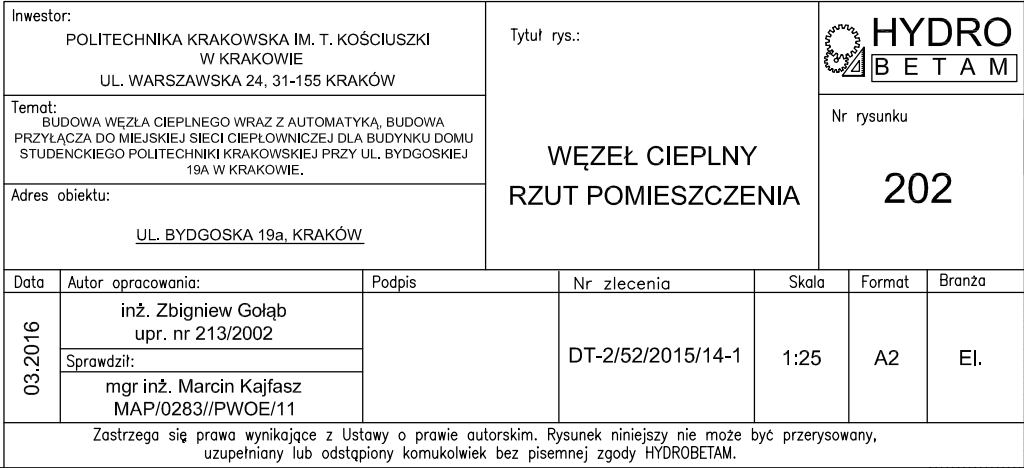 Inwestor:
POLITECHNIKA KRAKOWSKA IM. T. KOŚCIUSZKI
W KRAKOWIE
UL. WARSZAWSKA 24, 31-155 KRAKÓW
Temat:
BUDOWA WĘZŁA CIEPLNEGO WRAZ Z AUTOMATYKĄ, BUDOWA
PRZYŁĄCZA DO MIEJSKIEJ SIECI CIEPŁOWNICZEJ DLA BUDYNKU DOMU
STUDENCKIEGO POLITECHNIKI KRAKOWSKIEJ PRZY UL. BYDGOSKIEJ
19A W KRAKOWIE.
Adres obiektu:
UL. BYDGOSKA 19a, KRAKÓW
Tytuł rys.:
WĘZEŁ CIEPLNY
RZUT POMIESZCZENIA
HYDRO
BETAM
Nr rysunku
202
Data
03.2016
Autor opracowania:
inż. Zbigniew Gołąb
upr. nr 213/2002
Sprawdził:
mgr inż. Marcin Kajfasz
MAP/0283//PWOE/11
Podpis
Nr zlecenia
DT-2/52/2015/14-1
Skala
1:25
Format
A2
Branża
El.
Zastrzega się prawa wynikające z Ustawy o prawie autorskim. Rysunek niniejszy nie może być przerysowany,
uzupełniany lub odstąpiony komukolwiek bez pisemnej zgody HYDROBETAM.